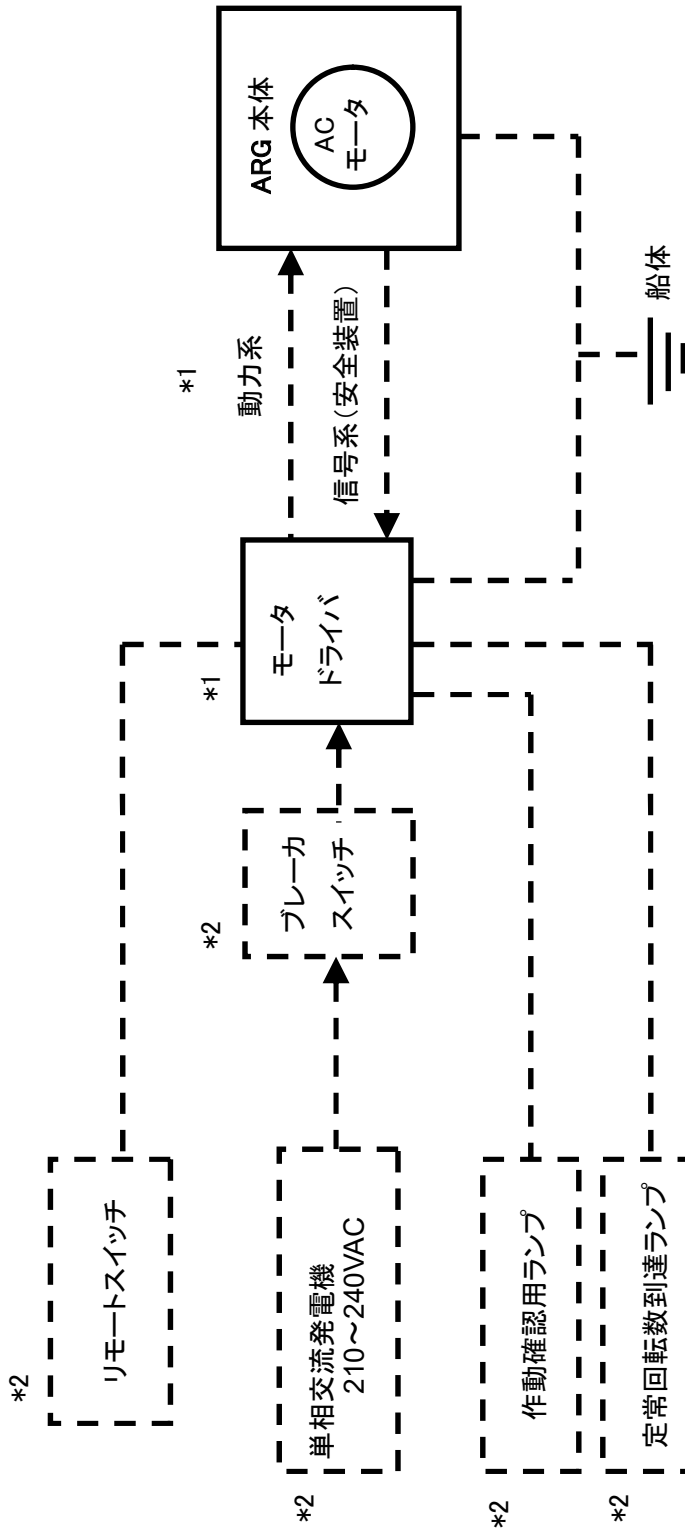 *2
リモートスイッチ
*2
単相交流発電機
210～240VAC
*2
ブレーカ
スイッチ
*1
モータ
ドライバ
*1
動力系
信号系(安全装置)
ARG 本体
AC
モータ
*2
作動確認用ランプ
*2
定常回転数到達ランプ
船体